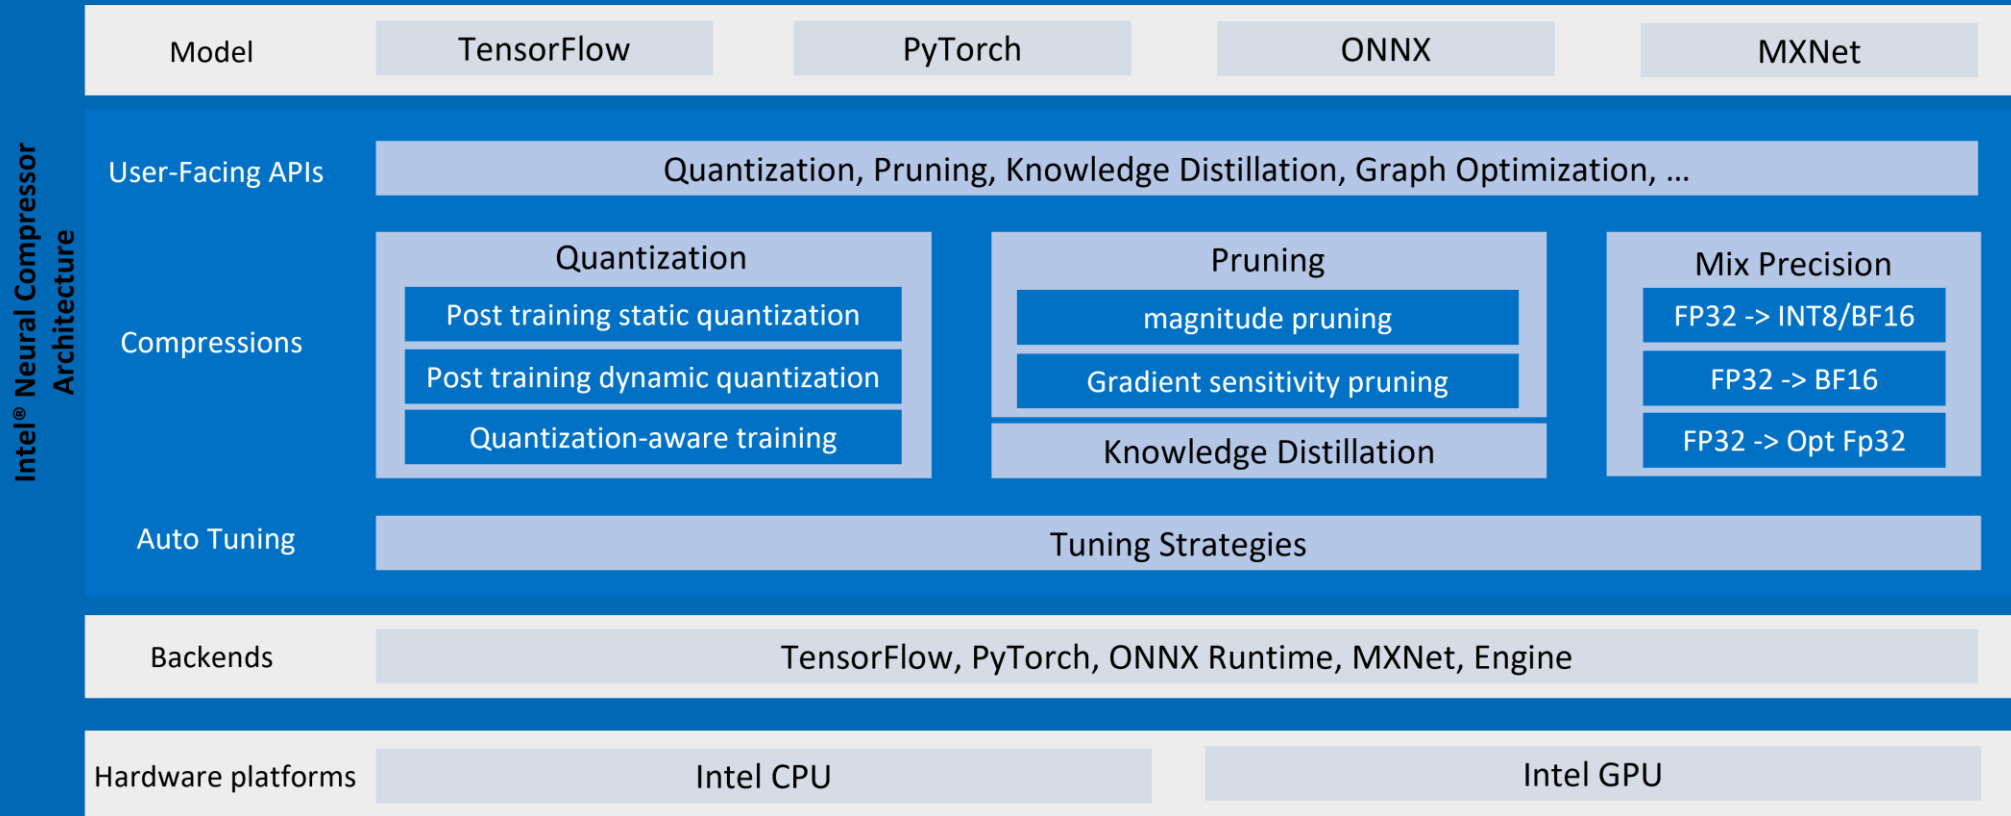 Intel® Neural Compressor
Architecture
Model
TensorFlow
PyTorch
ONNX
MXNet
User-Facing APIs
Quantization, Pruning, Knowledge Distillation, Graph Optimization, ...
Compressions
Quantization
Post training static quantization
Post training dynamic quantization
Quantization-aware training
Pruning
magnitude pruning
Gradient sensitivity pruning
Knowledge Distillation
Mix Precision
FP32 -> INT8/BF16
FP32 -> BF16
FP32 -> Opt Fp32
Auto Tuning
Tuning Strategies
Backends
TensorFlow, PyTorch, ONNX Runtime, MXNet, Engine
Hardware platforms
Intel CPU
Intel GPU